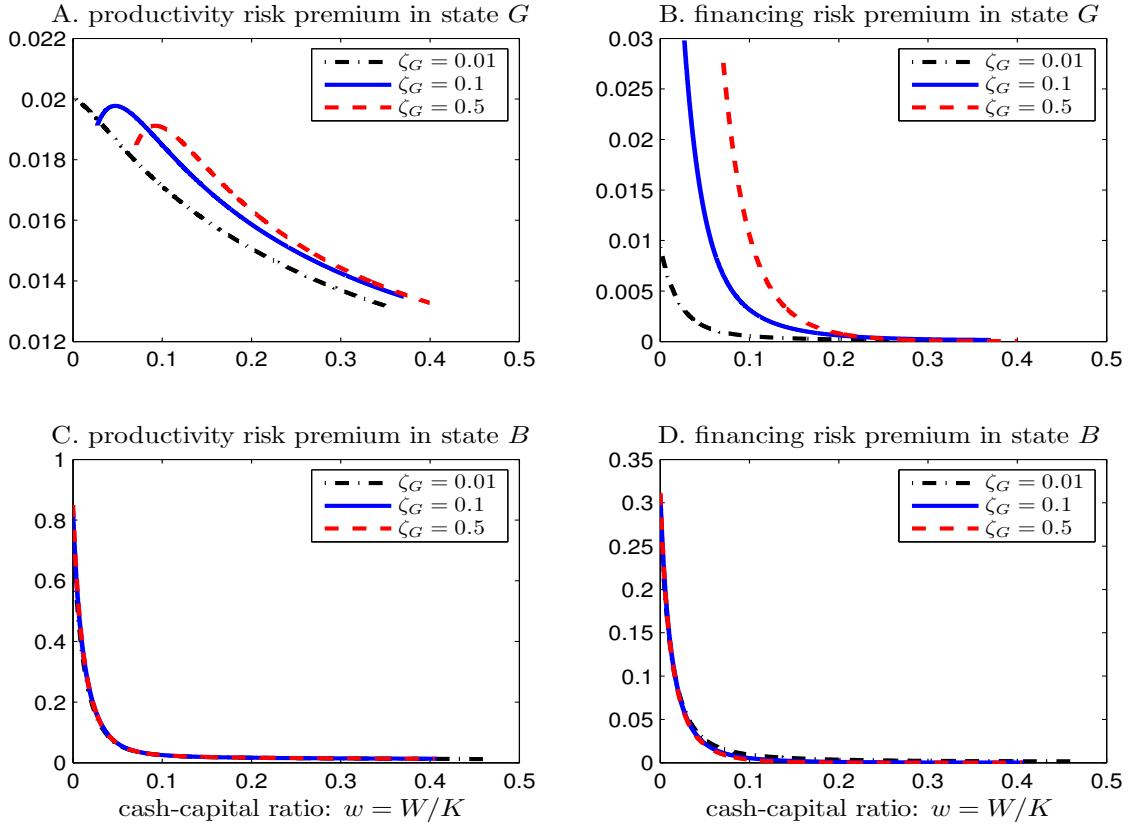 A. productivity risk premium in state G
0.022
0.02
0.018
0.016
0.014
0.012
0 0.1 0.2 0.3 0.4 0.5
ζG = 0.01
ζG = 0.1
ζG = 0.5
B. financing risk premium in state G
0.03
0.025
0.02
0.015
0.01
0.005
0
0 0.1 0.2 0.3 0.4 0.5
ζG = 0.01
ζG = 0.1
ζG = 0.5
C. productivity risk premium in state B
1
0.8
0.6
0.4
0.2
0
0 0.1 0.2 0.3 0.4 0.5
ζG = 0.01
ζG = 0.1
ζG = 0.5
cash-capital ratio: w = W/K
D. financing risk premium in state B
0.35
0.3
0.25
0.2
0.15
0.1
0.05
0
0 0.1 0.2 0.3 0.4 0.5
ζG = 0.01
ζG = 0.1
ζG = 0.5
cash-capital ratio: w = W/K